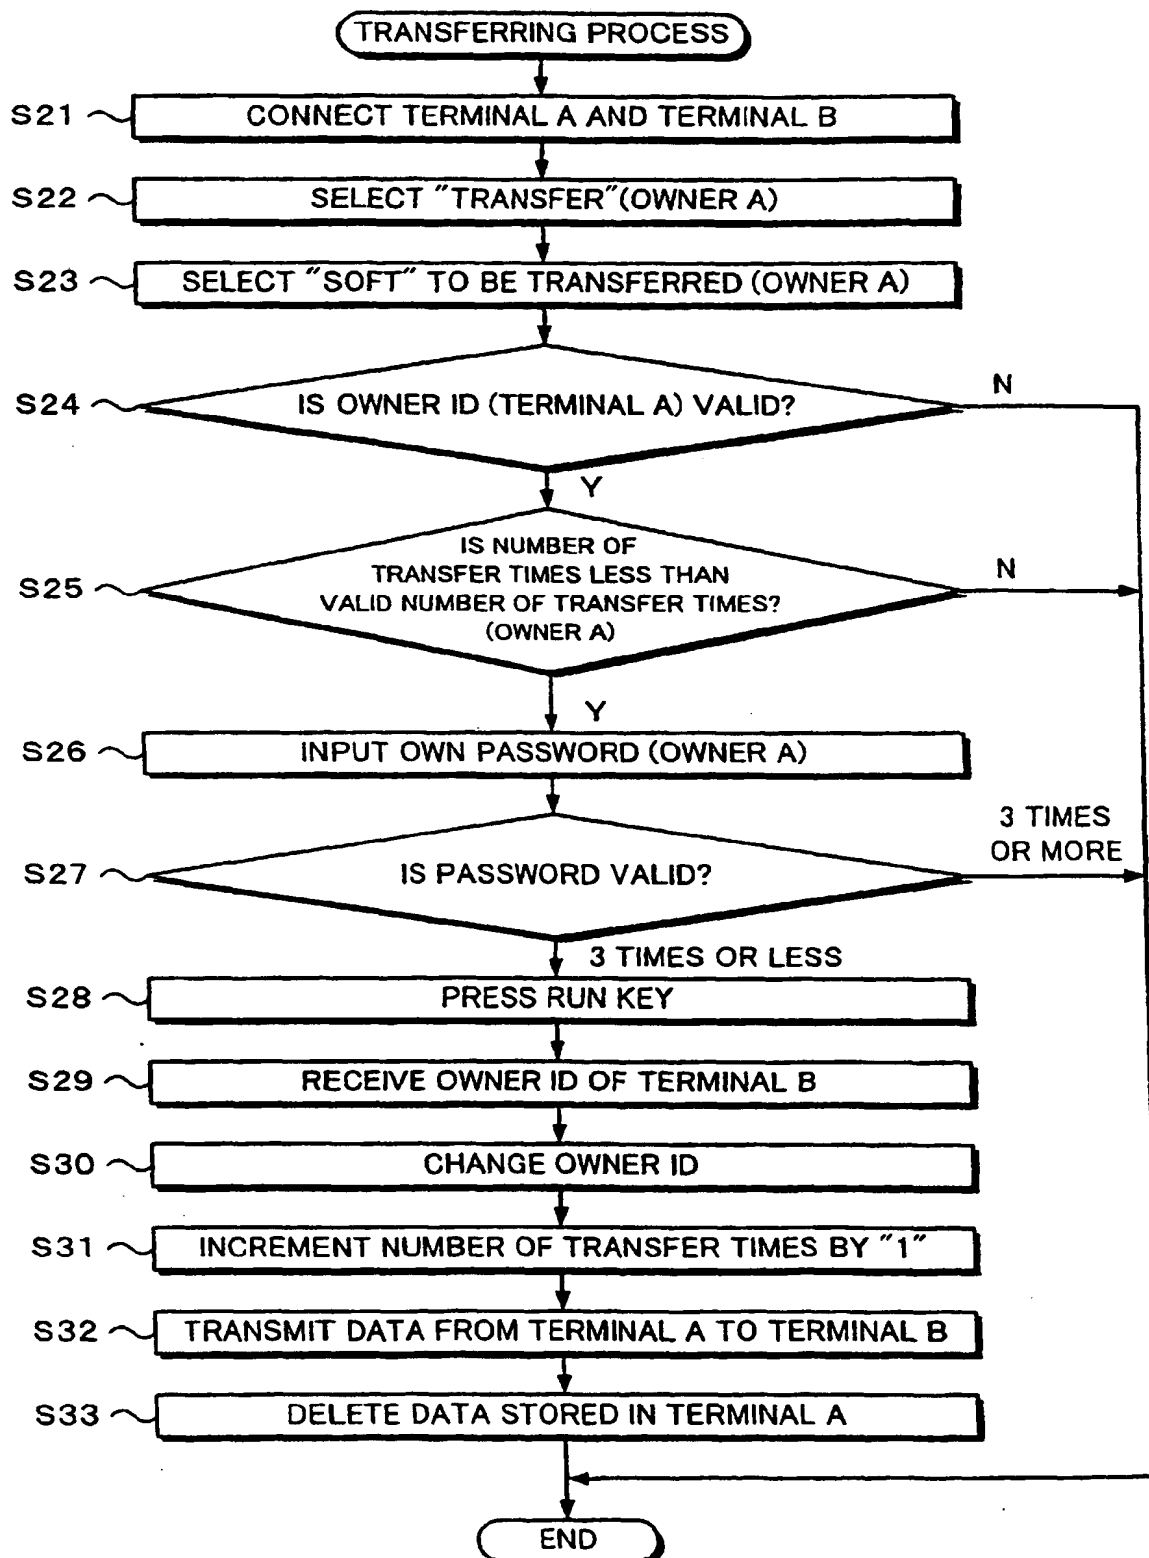 TRANSFERRING PROCESS
S21 CONNECT TERMINAL A AND TERMINAL B
S22 SELECT "TRANSFER"(OWNER A)
S23 SELECT "SOFT" TO BE TRANSFERRED (OWNER A)
S24 IS OWNER ID (TERMINAL A) VALID? N
Y
IS NUMBER OF
TRANSFER TIMES LESS THAN
S25 N
VALID NUMBER OF TRANSFER TIMES?
(OWNER A)
Y
S26 INPUT OWN PASSWORD (OWNER A)
3 TIMES
OR MORE
S27 IS PASSWORD VALID?
3 TIMES OR LESS
S28 PRESS RUN KEY
S29 RECEIVE OWNER ID OF TERMINAL B
S30 CHANGE OWNER ID
S31 INCREMENT NUMBER OF TRANSFER TIMES BY "1"
S32 TRANSMIT DATA FROM TERMINAL A TO TERMINAL B
S33 DELETE DATA STORED IN TERMINAL A
END